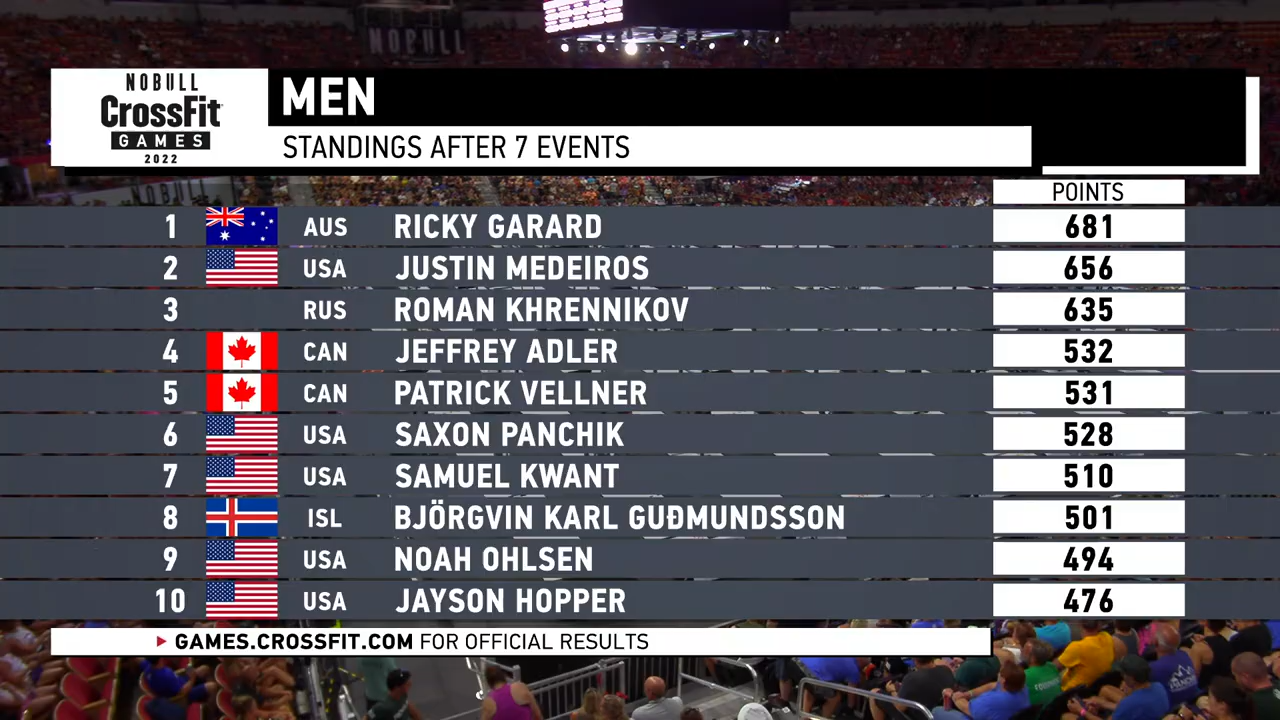 NOBULL
NOBULL
CrossFit
GAMES
2022
MEN
STANDINGS AFTER 7 EVENTS
NOBULL
POINTS
1 AUS RICKY GARARD 681
2 USA JUSTIN MEDEIROS 656
3 RUS ROMAN KHRENNIKOV 635
4 CAN JEFFREY ADLER 532
5 CAN PATRICK VELLNER 531
6 USA SAXON PANCHIK 528
7 USA SAMUEL KWANT 510
8 ISL BJÖRGVIN KARL GUÐMUNDSSON 501
9 USA NOAH OHLSEN 494
10 USA JAYSON HOPPER 476
GAMES.CROSSFIT.COM FOR OFFICIAL RESULTS